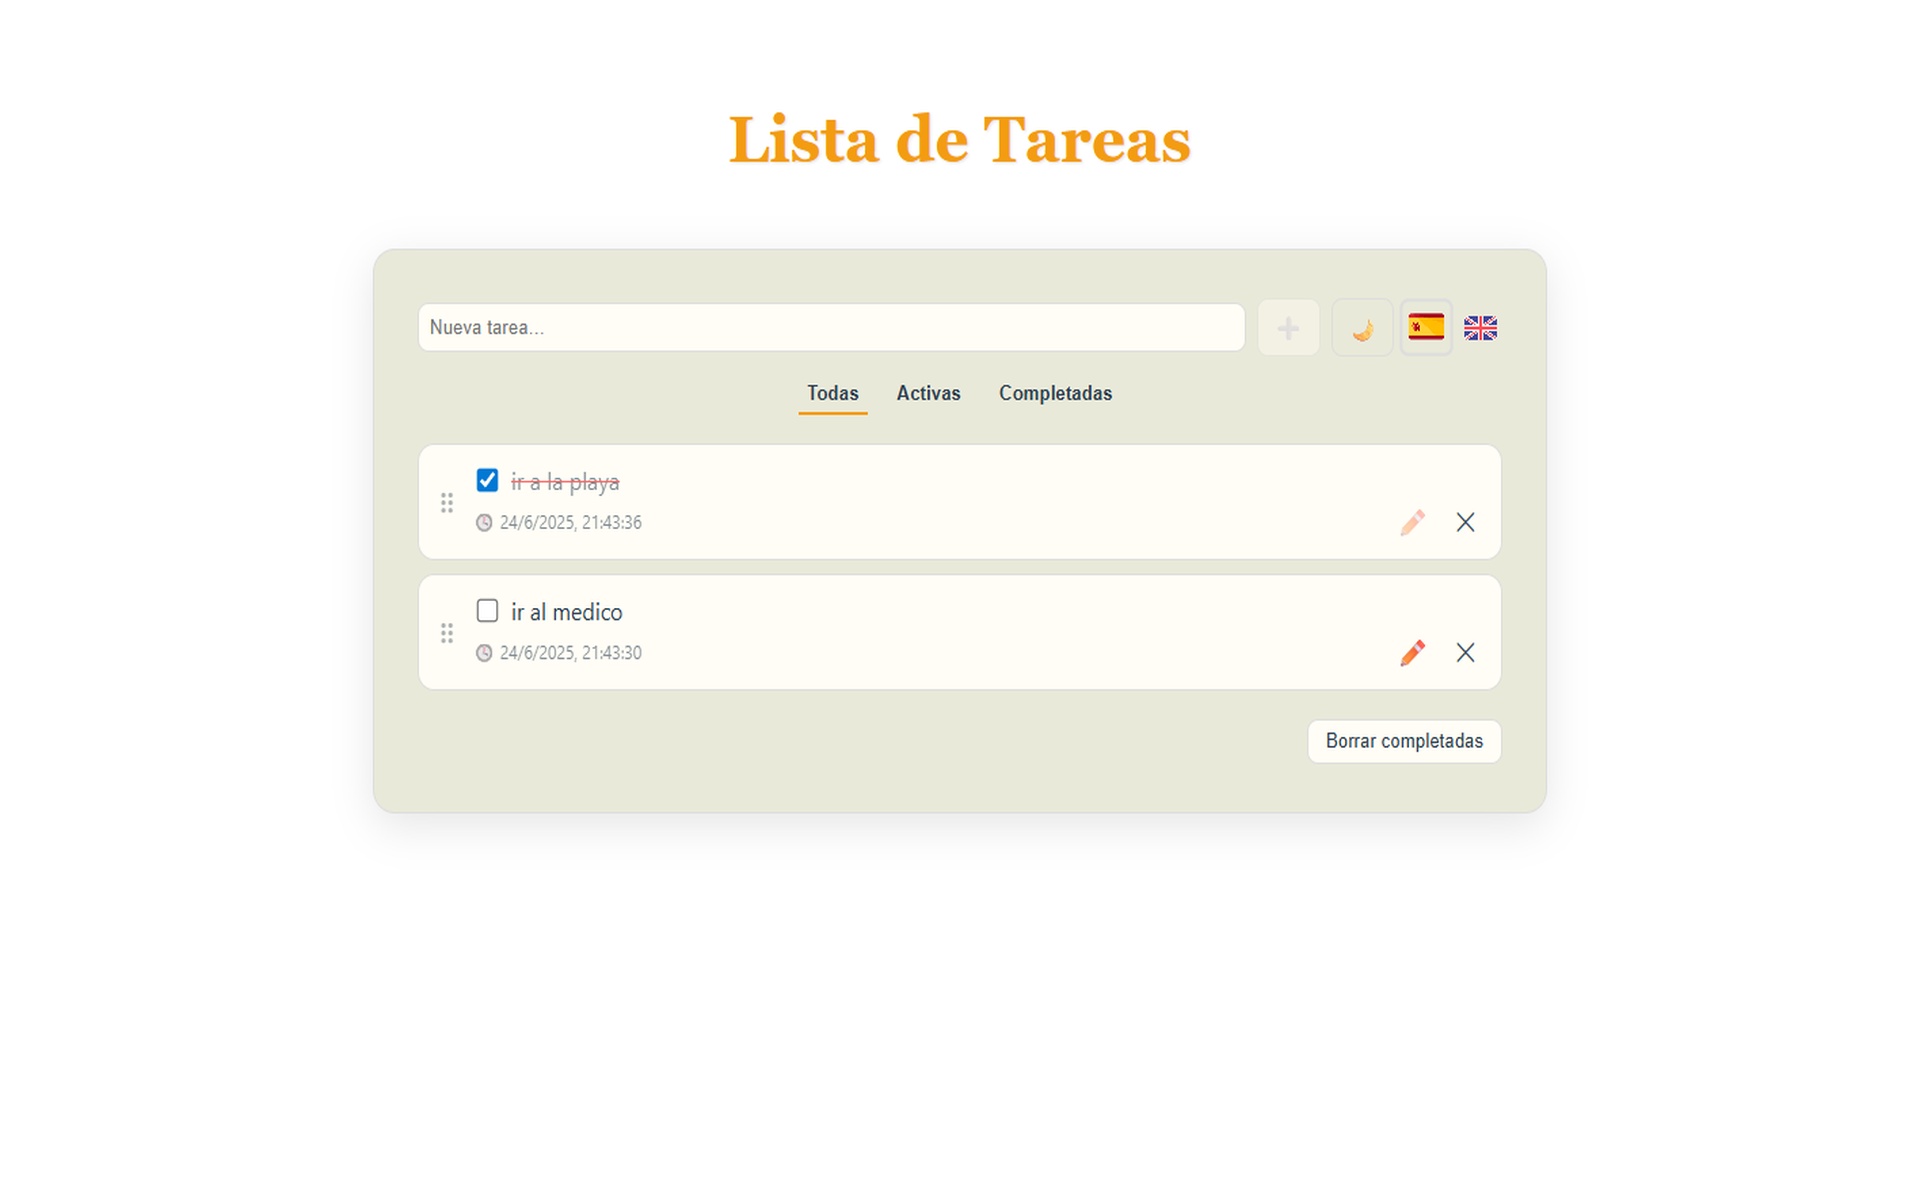 Lista de Tareas
Nueva tarea...
Todas Activas Completadas
ir a la playa
24/6/2025, 21:43:36
ir al medico
24/6/2025, 21:43:30
Borrar completadas